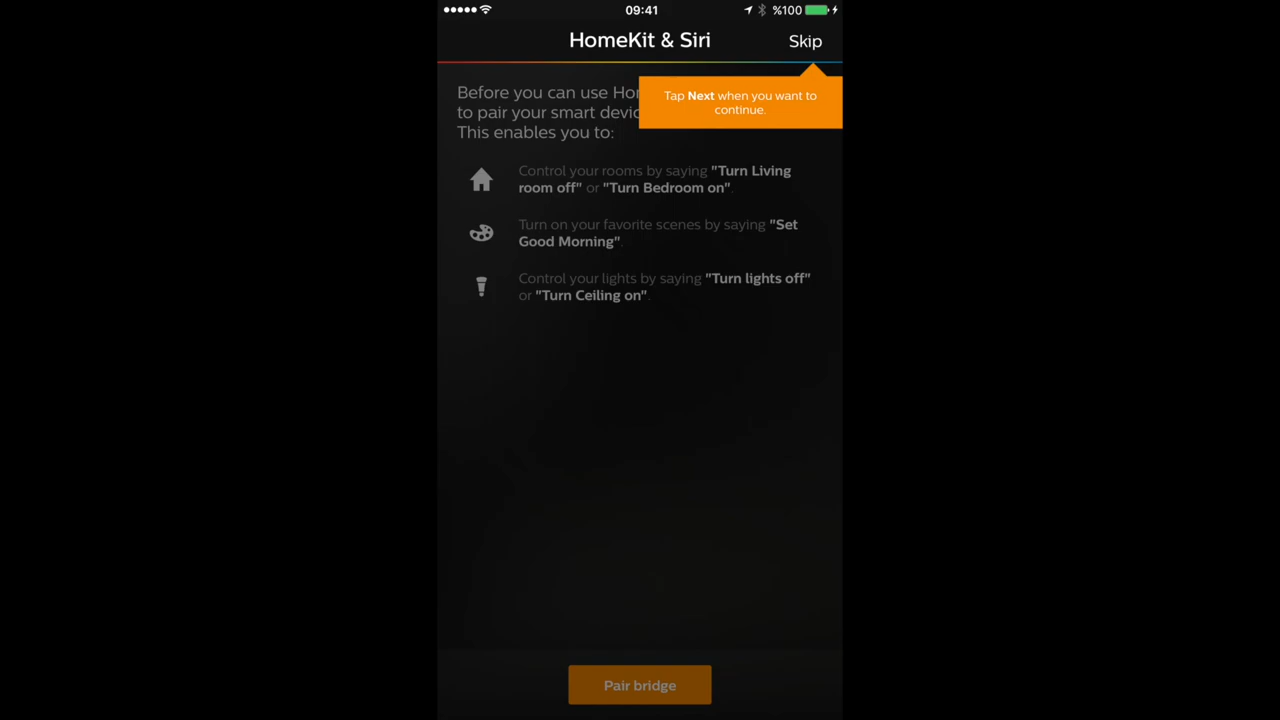 09:41
%100
HomeKit & Siri
Skip
Before you can use
to pair your smart
This enables you to:
Tap Next when you want to
continue.
Control your rooms by saying "Turn Living
room off" or "Turn Bedroom on".
Turn on your favorite scenes by saying "Set
Good Morning".
Control your lights by saying "Turn lights off"
or "Turn Ceiling on".
Pair bridge